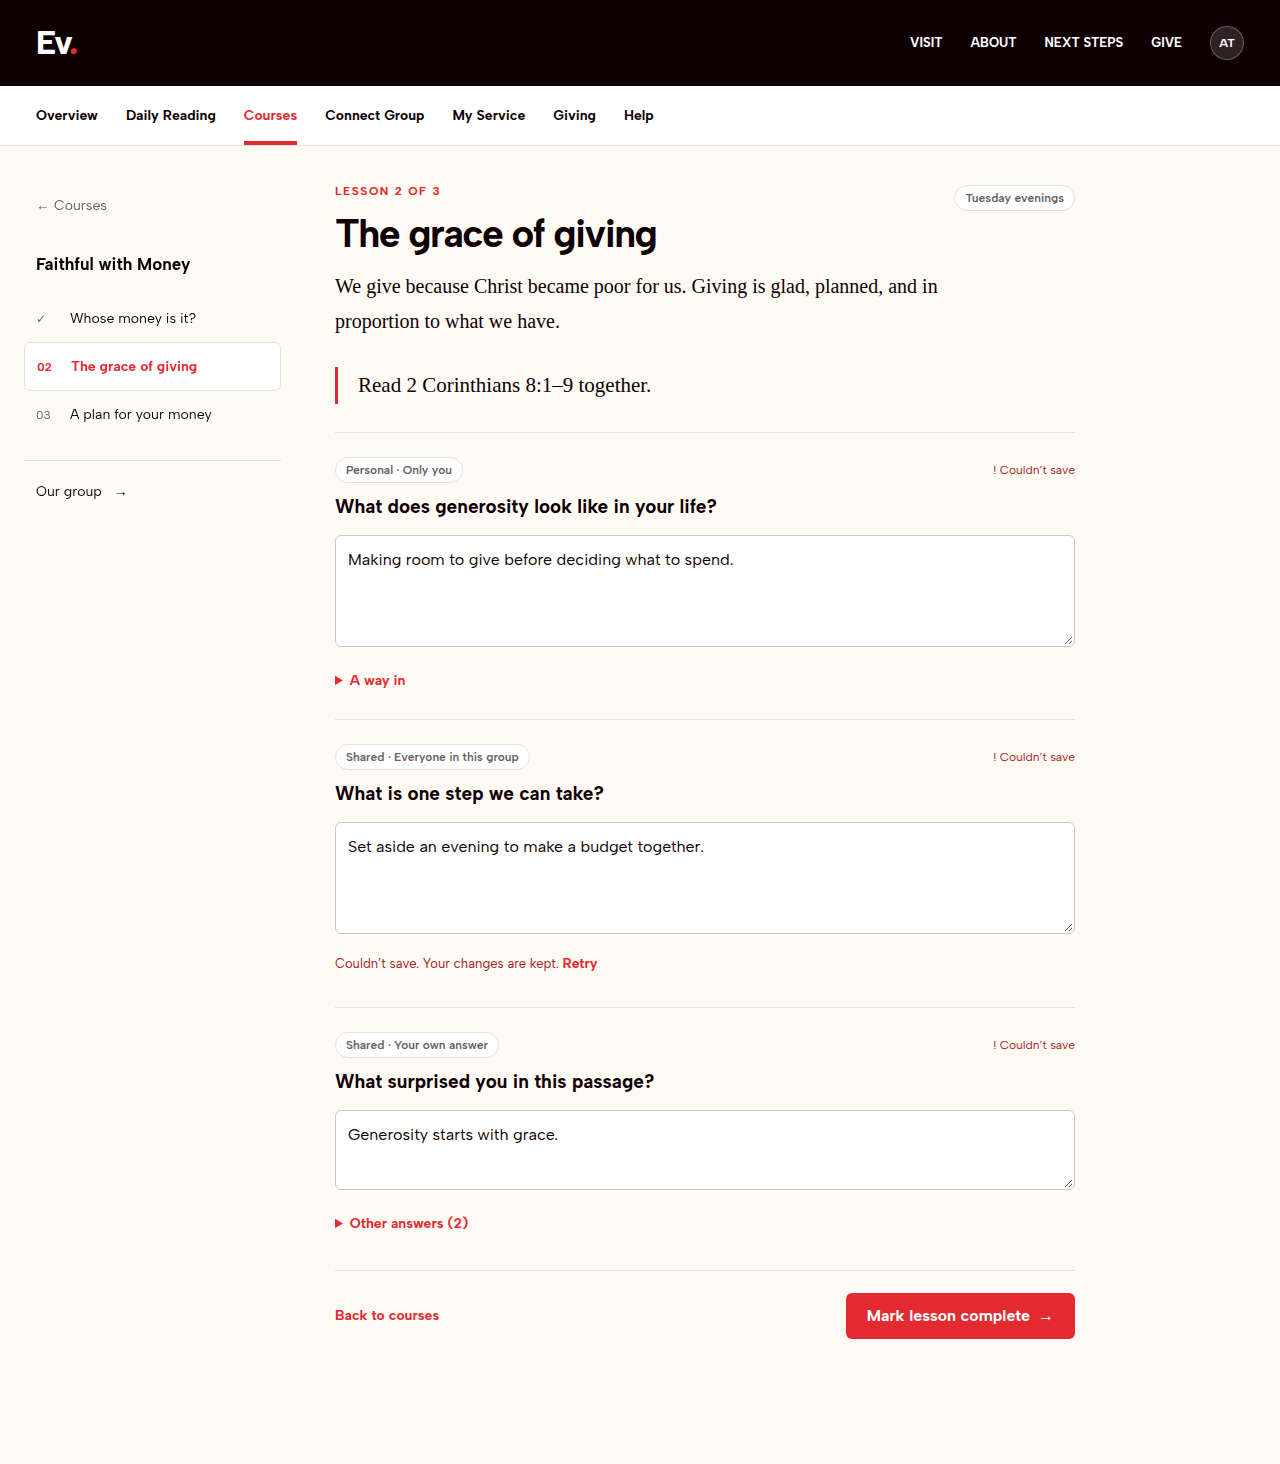 Ev.
VISIT ABOUT NEXT STEPS GIVE AT
Overview Daily Reading Courses Connect Group My Service Giving Help
← Courses
Faithful with Money
✓ Whose money is it?
02 The grace of giving
03 A plan for your money
Our group →
LESSON 2 OF 3
Tuesday evenings
The grace of giving
We give because Christ became poor for us. Giving is glad, planned, and in
proportion to what we have.
Read 2 Corinthians 8:1–9 together.
Personal · Only you
! Couldn’t save
What does generosity look like in your life?
Making room to give before deciding what to spend.
▶ A way in
Shared · Everyone in this group
! Couldn’t save
What is one step we can take?
Set aside an evening to make a budget together.
Couldn’t save. Your changes are kept. Retry
Shared · Your own answer
! Couldn’t save
What surprised you in this passage?
Generosity starts with grace.
▶ Other answers (2)
Back to courses
Mark lesson complete →